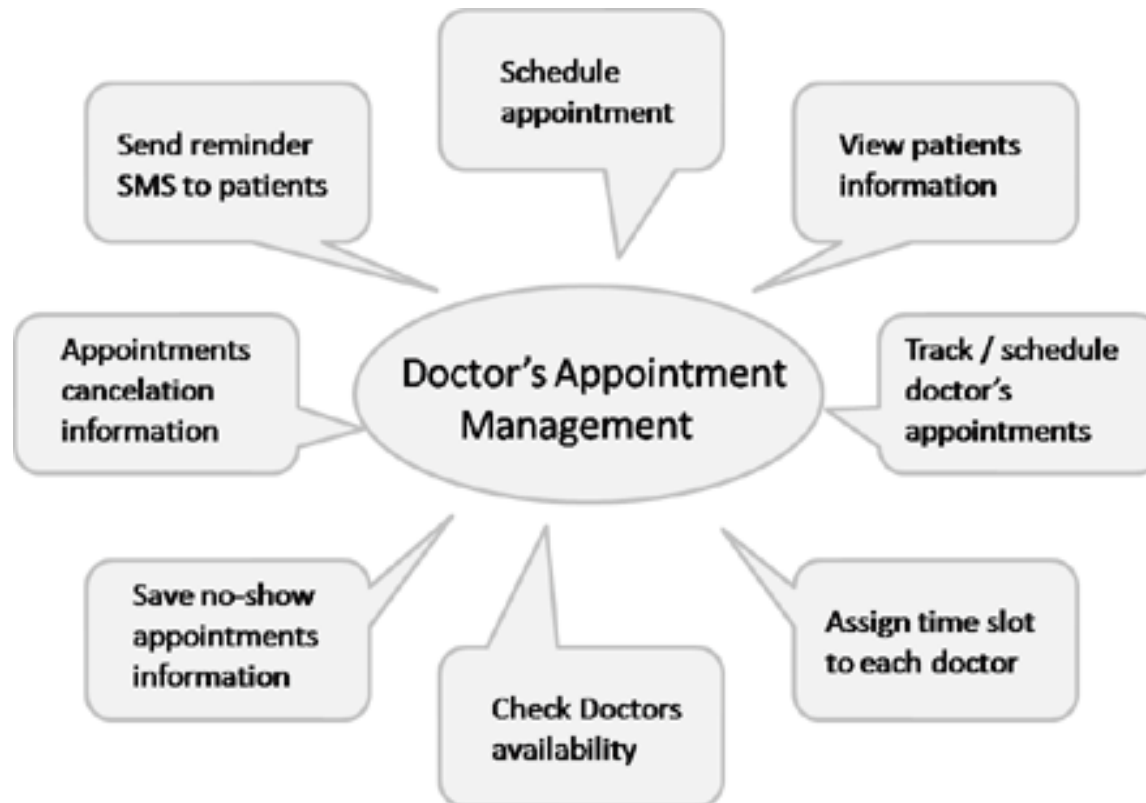 Schedule
appointment
Send reminder
SMS to patients
View patients
information
Appointments
cancelation
information
Doctor's Appointment
Management
Track / schedule
doctor's
appointments
Save no-show
appointments
information
Assign time slot
to each doctor
Check Doctors
availability